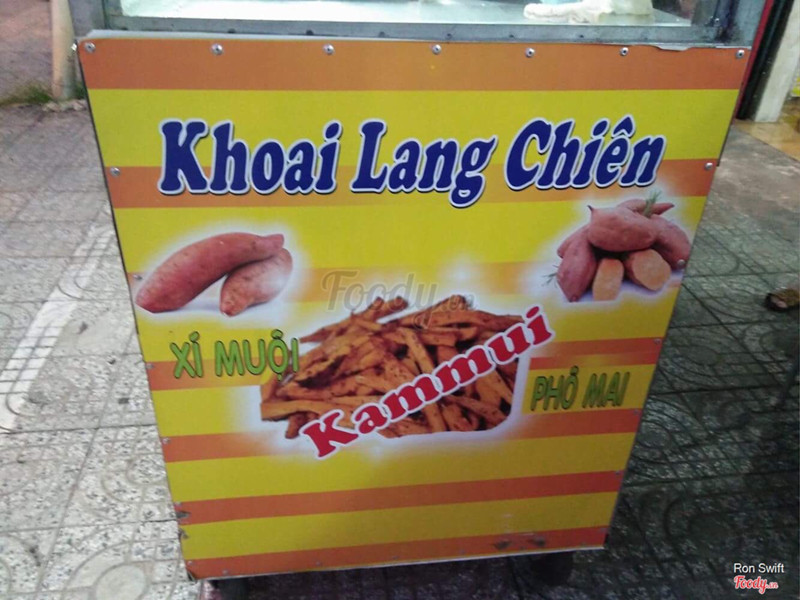 Khoai Lang Chiên
Foody.vn
XÍ MUỘI
Kammui
PHÔ MAI
Ron Swift
Foody.vn